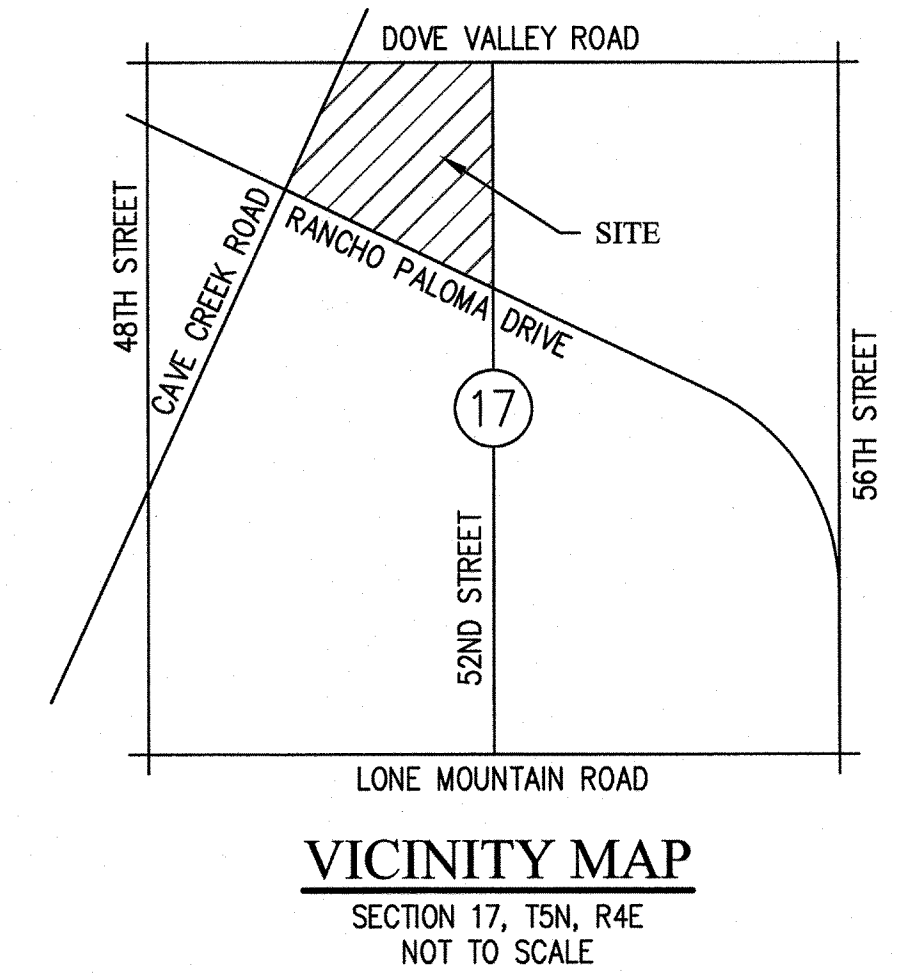 DOVE VALLEY ROAD
48TH STREET
CAVE CREEK ROAD
RANCHO PALOMA DRIVE
SITE
17
56TH STREET
52ND STREET
LONE MOUNTAIN ROAD
VICINITY MAP
SECTION 17, T5N, R4E
NOT TO SCALE